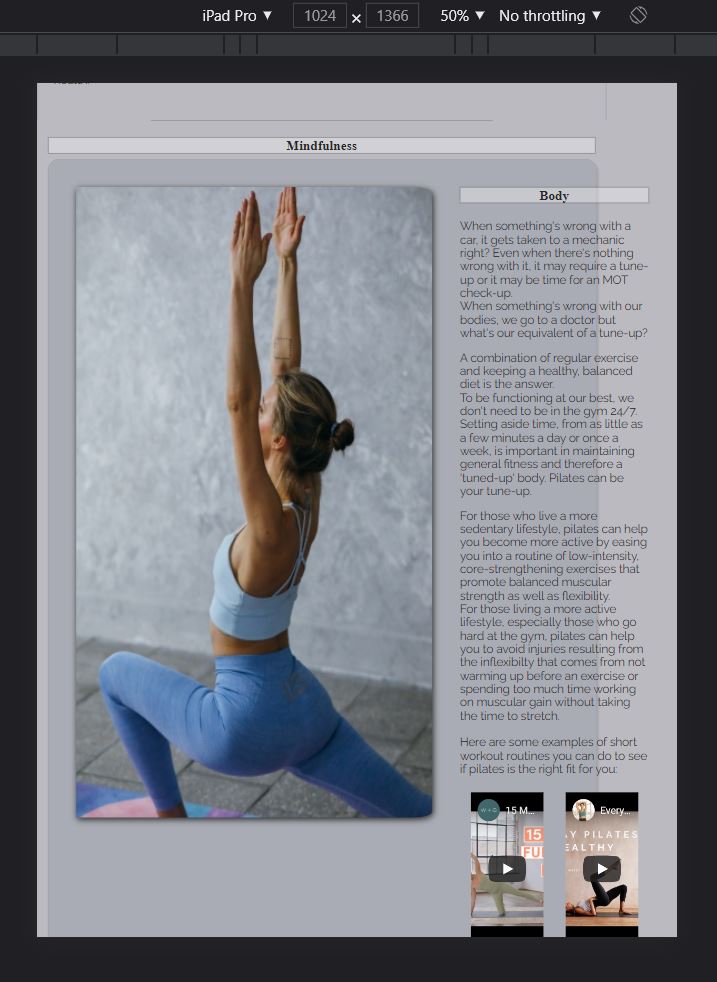 iPad Pro ▼ 1024 × 1366 50% ▼ No throttling ▼
Mindfulness
Body
When something's wrong with a
car, it gets taken to a mechanic
right? Even when there's nothing
wrong with it, it may require a tune-
up or it may be time for an MOT
check-up.
When something's wrong with our
bodies, we go to a doctor but
what's our equivalent of a tune-up?
A combination of regular exercise
and keeping a healthy, balanced
diet is the answer.
To be functioning at our best, we
don't need to be in the gym 24/7.
Setting aside time, from as little as
a few minutes a day or once a
week, is important in maintaining
general fitness and therefore a
'tuned-up' body. Pilates can be
your tune-up.
For those who live a more
sedentary lifestyle, pilates can help
you become more active by easing
you into a routine of low-intensity,
core-strengthening exercises that
promote balanced muscular
strength as well as flexibility.
For those living a more active
lifestyle, especially those who go
hard at the gym, pilates can help
you to avoid injuries resulting from
the inflexibilty that comes from not
warming up before an exercise or
spending too much time working
on muscular gain without taking
the time to stretch.
Here are some examples of short
workout routines you can do to see
if pilates is the right fit for you:
15 M...
15
FU
Every...
AY PILATES
EALTHY